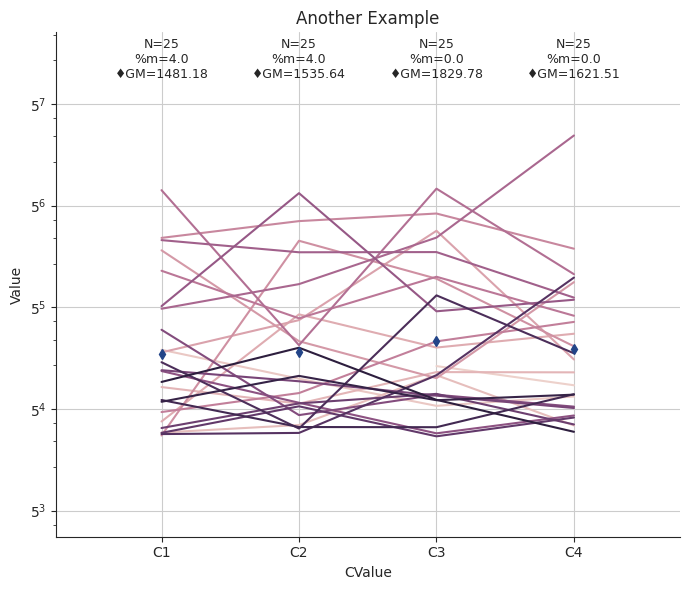 Another Example
N=25 N=25 N=25 N=25
%m=4.0 %m=4.0 %m=0.0 %m=0.0
♦GM=1481.18 ♦GM=1535.64 ♦GM=1829.78 ♦GM=1621.51
5⁷
5⁶
5⁵
5⁴
5³
Value
C1 C2 C3 C4
CValue